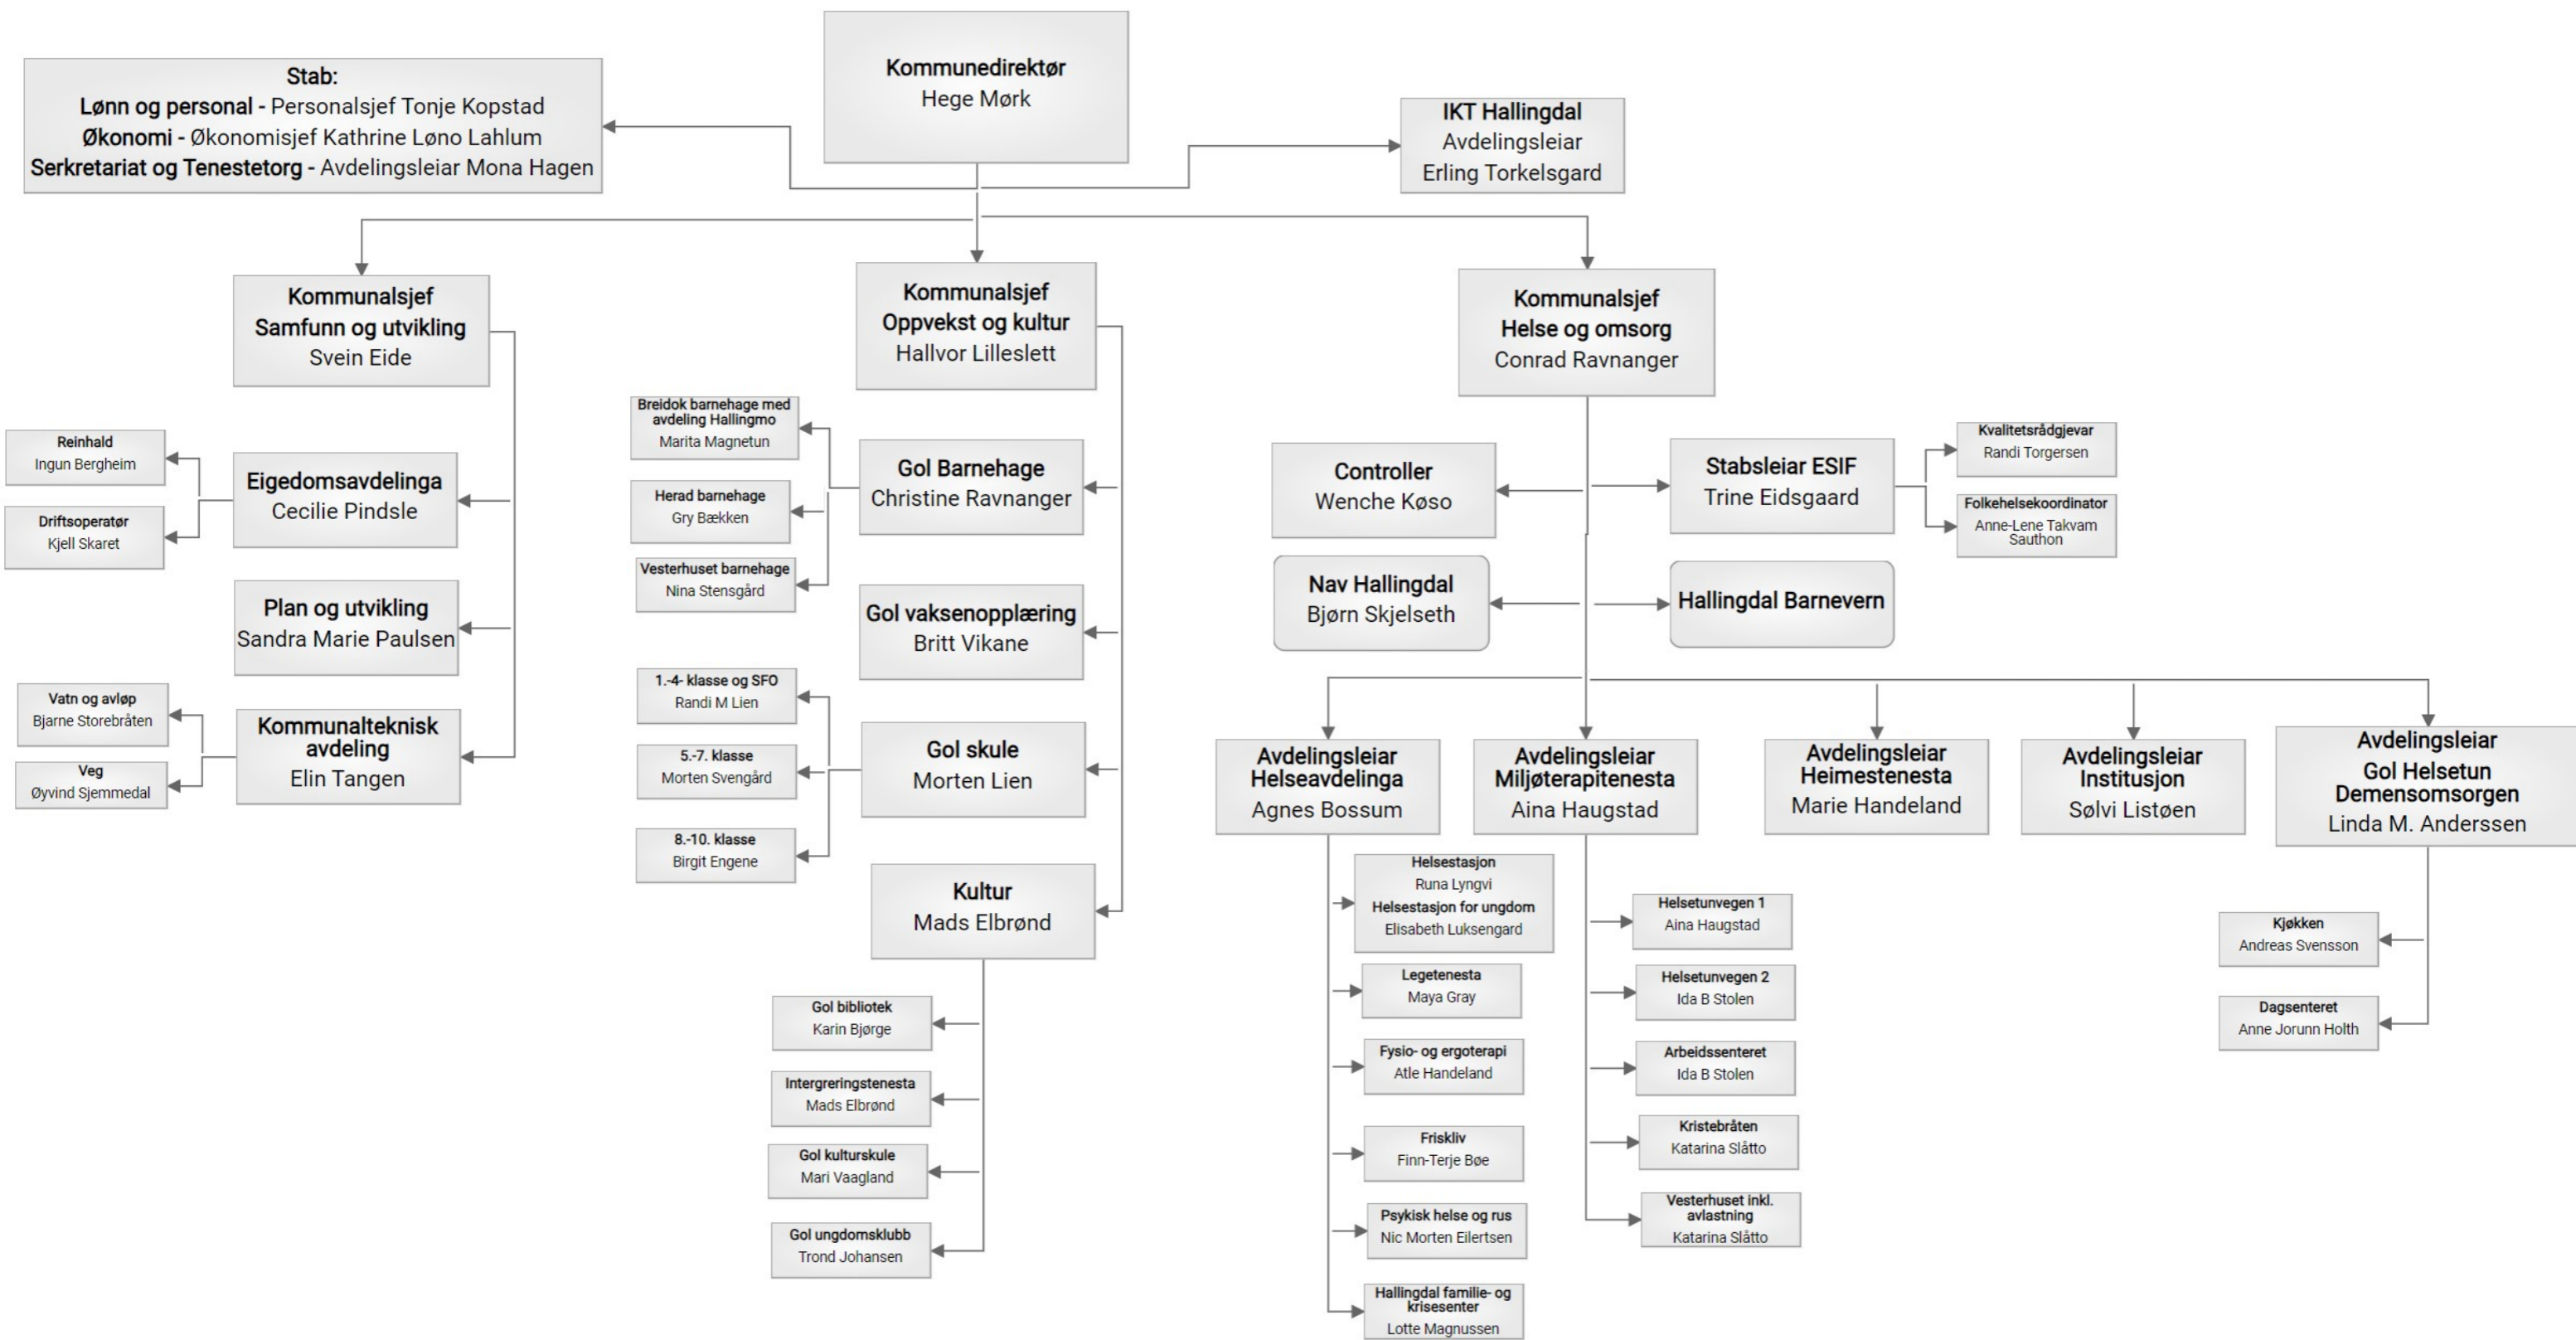 Kommunedirektør
Hege Mørk
Stab:
Lønn og personal - Personalsjef Tonje Kopstad
Økonomi - Økonomisjef Kathrine Løno Lahlum
Serkretariat og Tenestetorg - Avdelingsleiar Mona Hagen
IKT Hallingdal
Avdelingsleiar
Erling Torkelsgard
Kommunalsjef
Samfunn og utvikling
Svein Eide
Reinhald
Ingun Bergheim
Driftsoperatør
Kjell Skaret
Eigedomsavdelinga
Cecilie Pindsle
Plan og utvikling
Sandra Marie Paulsen
Vatn og avløp
Bjarne Storebråten
Veg
Øyvind Sjemmedal
Kommunalteknisk
avdeling
Elin Tangen
Kommunalsjef
Oppvekst og kultur
Hallvor Lilleslett
Breidok barnehage med
avdeling Hallingmo
Marita Magnetun
Herad barnehage
Gry Bækken
Vesterhuset barnehage
Nina Stensgård
Gol Barnehage
Christine Ravnanger
Gol vaksenopplæring
Britt Vikane
1.-4- klasse og SFO
Randi M Lien
5.-7. klasse
Morten Svengård
8.-10. klasse
Birgit Engene
Gol skule
Morten Lien
Kultur
Mads Elbrønd
Gol bibliotek
Karin Bjørge
Intergreringstenesta
Mads Elbrønd
Gol kulturskule
Mari Vaagland
Gol ungdomsklubb
Trond Johansen
Kommunalsjef
Helse og omsorg
Conrad Ravnanger
Controller
Wenche Køso
Stabsleiar ESIF
Trine Eidsgaard
Kvalitetsrådgjevar
Randi Torgersen
Folkehelsekoordinator
Anne-Lene Takvam
Sauthon
Nav Hallingdal
Bjørn Skjelseth
Hallingdal Barnevern
Avdelingsleiar
Helseavdelinga
Agnes Bossum
Helsestasjon
Runa Lyngvi
Helsestasjon for ungdom
Elisabeth Luksengard
Legetenesta
Maya Gray
Fysio- og ergoterapi
Atle Handeland
Friskliv
Finn-Terje Bøe
Psykisk helse og rus
Nic Morten Eilertsen
Hallingdal familie- og
krisesenter
Lotte Magnussen
Avdelingsleiar
Miljøterapitenesta
Aina Haugstad
Helsetunvegen 1
Aina Haugstad
Helsetunvegen 2
Ida B Stolen
Arbeidssenteret
Ida B Stolen
Kristebråten
Katarina Slåtto
Vesterhuset inkl.
avlastning
Katarina Slåtto
Avdelingsleiar
Heimestenesta
Marie Handeland
Avdelingsleiar
Institusjon
Sølvi Listøen
Avdelingsleiar
Gol Helsetun
Demensomsorgen
Linda M. Anderssen
Kjøkken
Andreas Svensson
Dagsenteret
Anne Jorunn Holth